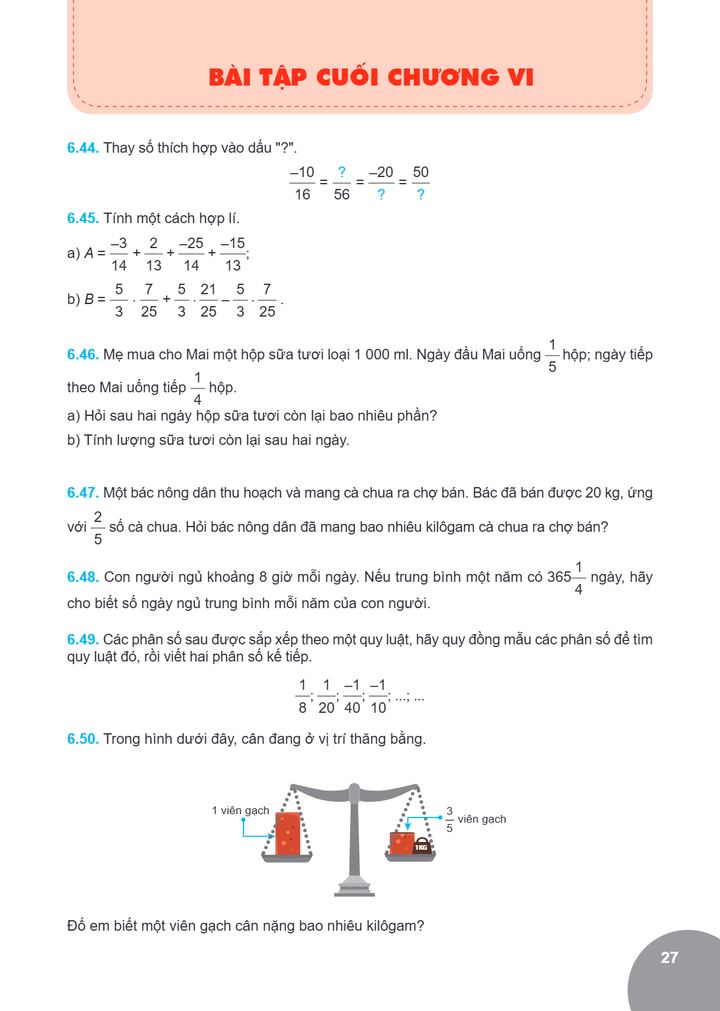 BÀI TẬP CUỐI CHƯƠNG VI
6.44. Thay số thích hợp vào dấu "?".
–10/16 = ?/56 = –20/? = 50/?
6.45. Tính một cách hợp lí.
a) A = –3/14 + 2/13 + –25/14 + –15/13;
b) B = 5/3 . 7/25 + 5/3 . 21/25 – 5/3 . 7/25 .
6.46. Mẹ mua cho Mai một hộp sữa tươi loại 1 000 ml. Ngày đầu Mai uống 1/5 hộp; ngày tiếp
theo Mai uống tiếp 1/4 hộp.
a) Hỏi sau hai ngày hộp sữa tươi còn lại bao nhiêu phần?
b) Tính lượng sữa tươi còn lại sau hai ngày.
6.47. Một bác nông dân thu hoạch và mang cà chua ra chợ bán. Bác đã bán được 20 kg, ứng
với 2/5 số cà chua. Hỏi bác nông dân đã mang bao nhiêu kilôgam cà chua ra chợ bán?
6.48. Con người ngủ khoảng 8 giờ mỗi ngày. Nếu trung bình một năm có 365 1/4 ngày, hãy
cho biết số ngày ngủ trung bình mỗi năm của con người.
6.49. Các phân số sau được sắp xếp theo một quy luật, hãy quy đồng mẫu các phân số để tìm
quy luật đó, rồi viết hai phân số kế tiếp.
1/8; 1/20; –1/40; –1/10; ...; ...
6.50. Trong hình dưới đây, cân đang ở vị trí thăng bằng.
1 viên gạch
3/5 viên gạch
1KG
Đố em biết một viên gạch cân nặng bao nhiêu kilôgam?
27